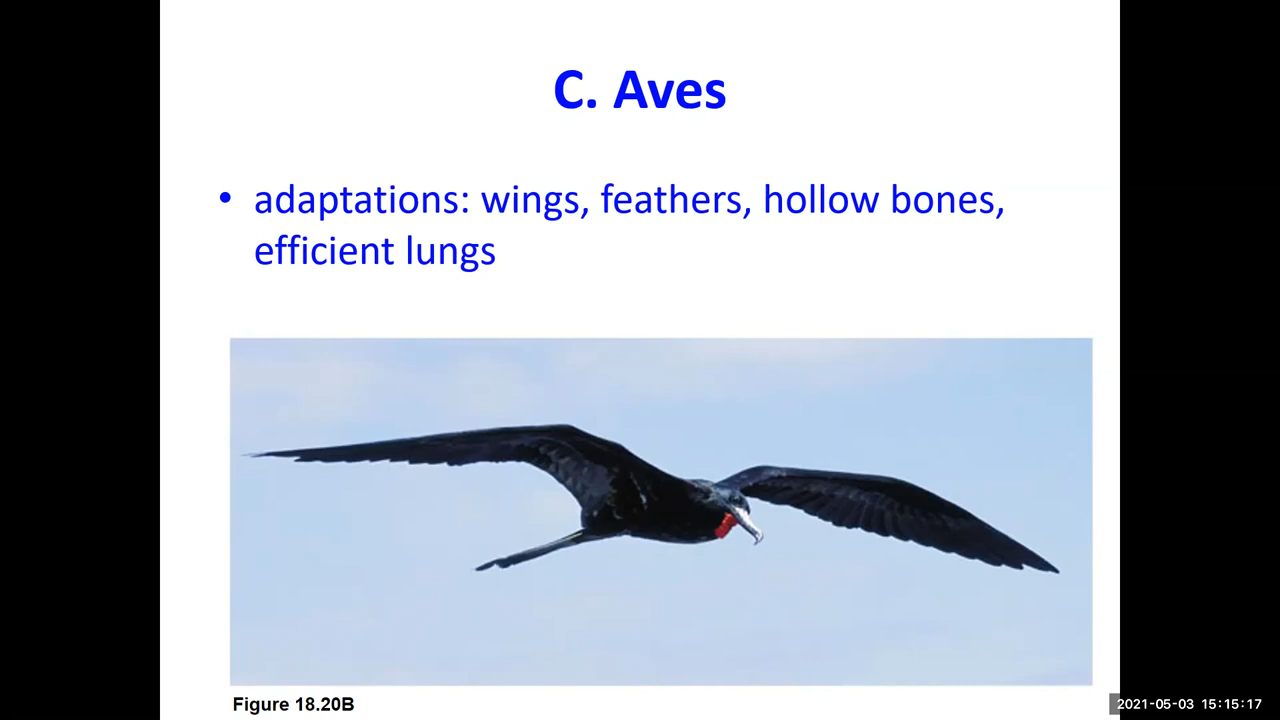 C. Aves
• adaptations: wings, feathers, hollow bones,
efficient lungs
Figure 18.20B
2021-05-03 15:15:17